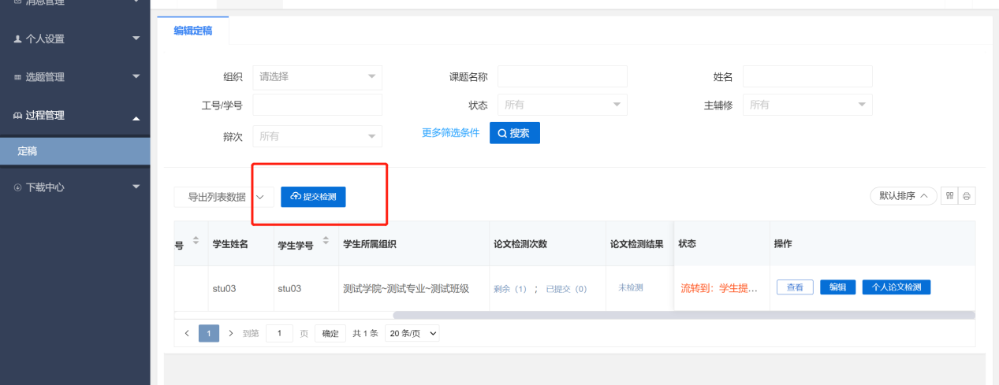 消息管理
个人设置
选题管理
过程管理
定稿
下载中心
编辑定稿
组织 请选择 课题名称 姓名
工号/学号 状态 所有 主辅修 所有
辩次 所有 更多筛选条件 搜索
导出列表数据 提交检测 默认排序
号 学生姓名 学生学号 学生所属组织 论文检测次数 论文检测结果 状态 操作
stu03 stu03 测试学院~测试专业~测试班级 剩余（1）； 已提交（0） 未检测 流转到：学生提... 查看 编辑 个人论文检测
1 到第 1 页 确定 共 1 条 20 条/页